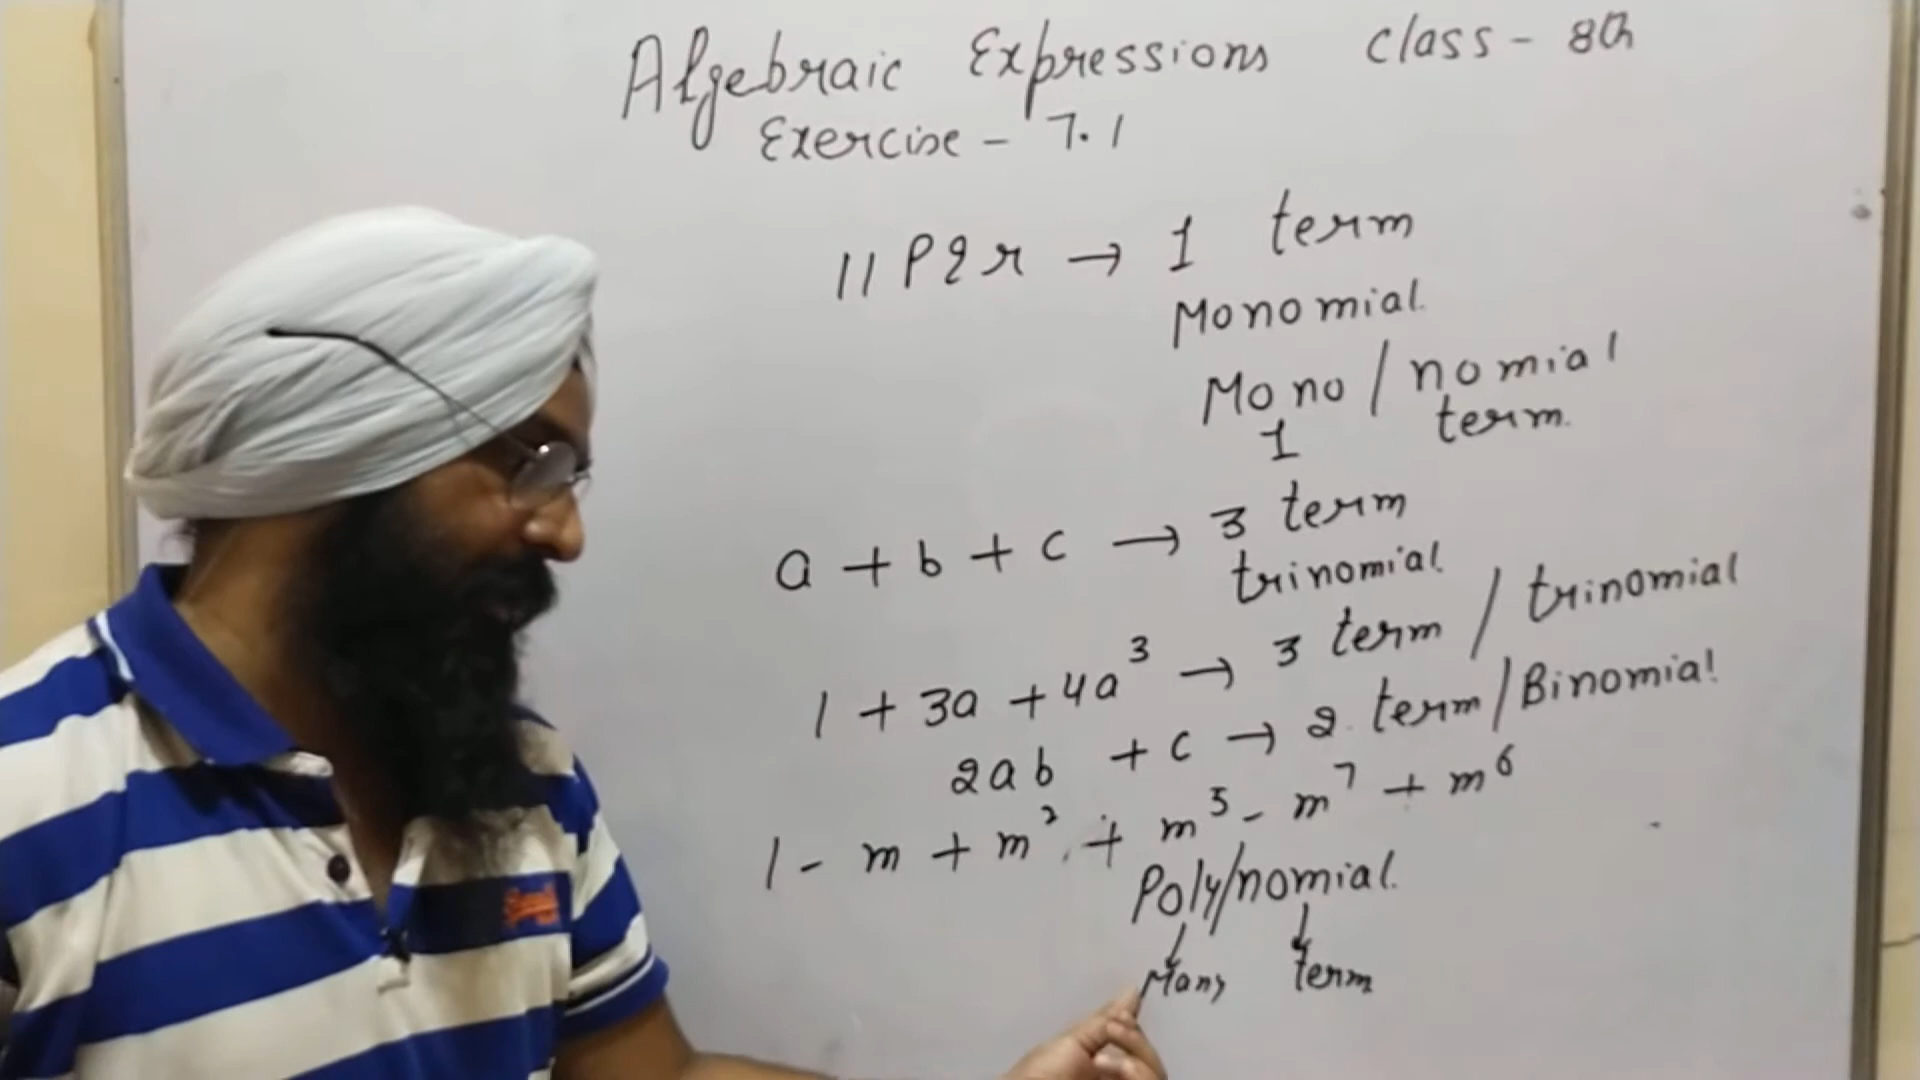 Algebraic Expressions Class - 8th
Exercise - 7.1
11Pqr → 1 term
Monomial.
Mono/nomial
1 term.
a + b + c → 3 term
trinomial.
1 + 3a + 4a³ → 3 term / trinomial
2ab + c → 2 term/Binomial
1 - m + m² + m⁵ - m⁷ + m⁶
Poly/nomial.
Many term